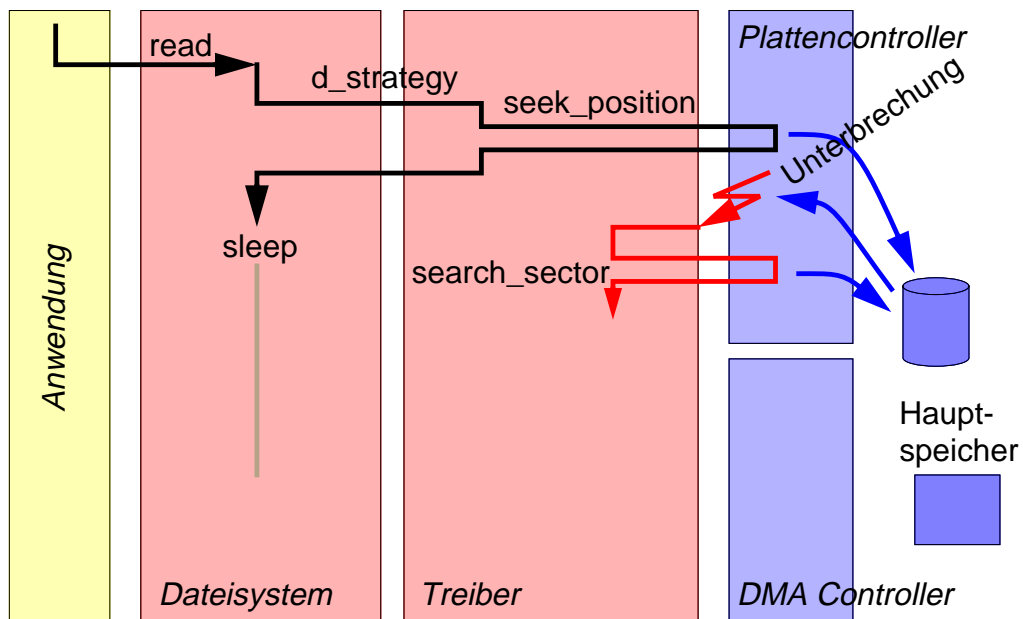 read
Plattencontroller
d_strategy
seek_position
Unterbrechung
sleep
search_sector
Anwendung
Haupt-
speicher
Dateisystem
Treiber
DMA Controller